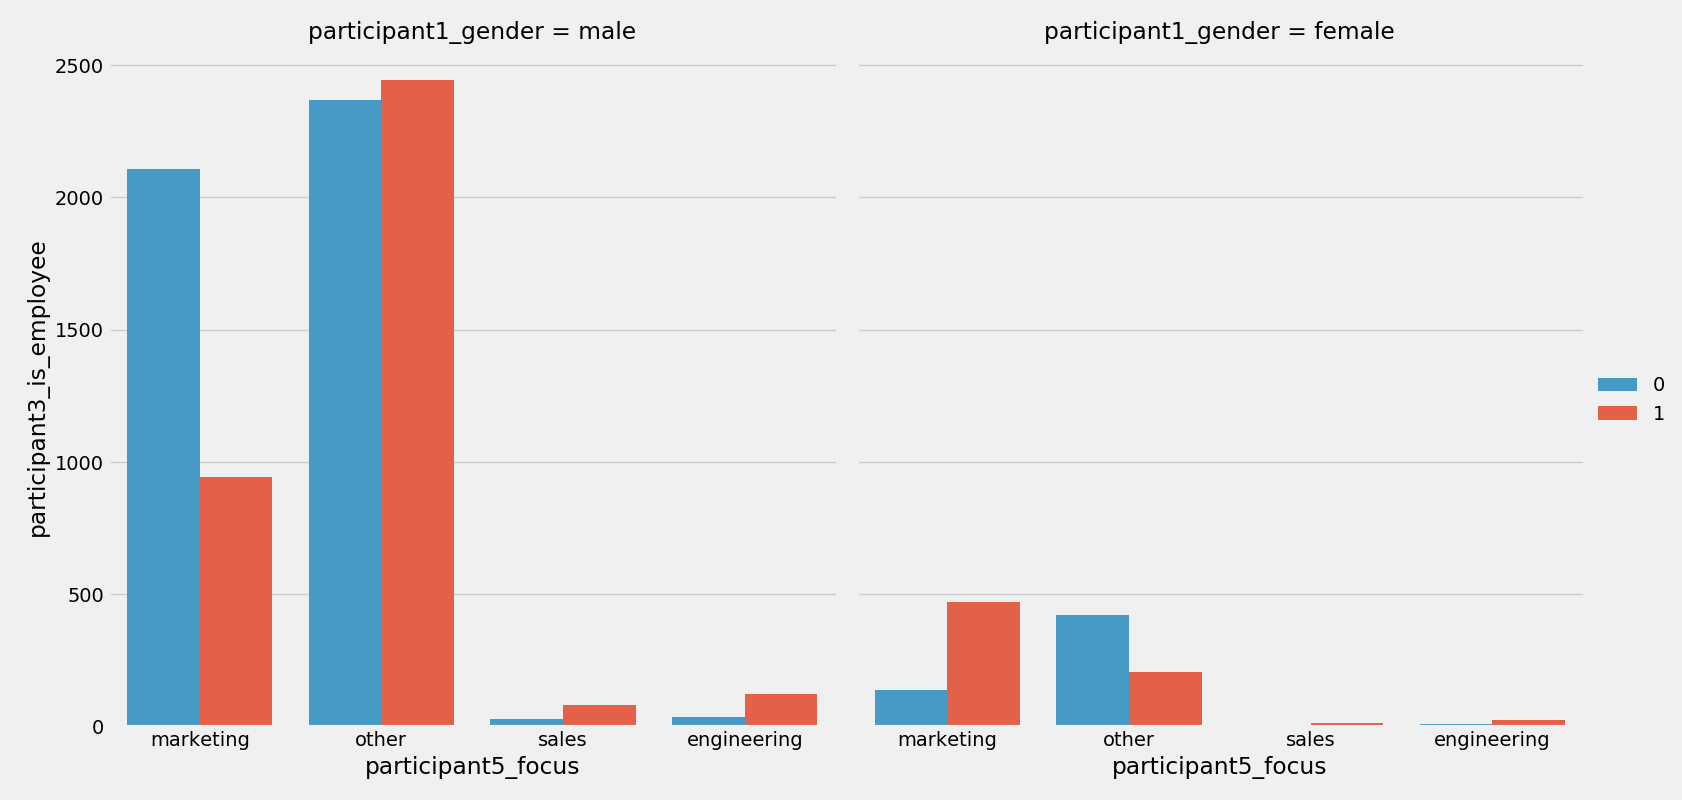 participant1_gender = male
participant1_gender = female
participant3_is_employee
2500
2000
1500
1000
500
0
marketing other sales engineering
marketing other sales engineering
participant5_focus
participant5_focus
0
1